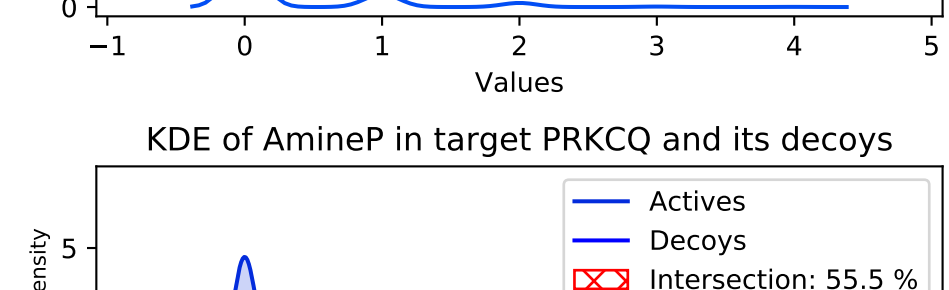 0
−1 0 1 2 3 4 5
Values
KDE of AmineP in target PRKCQ and its decoys
Actives
Decoys
Intersection: 55.5 %
5